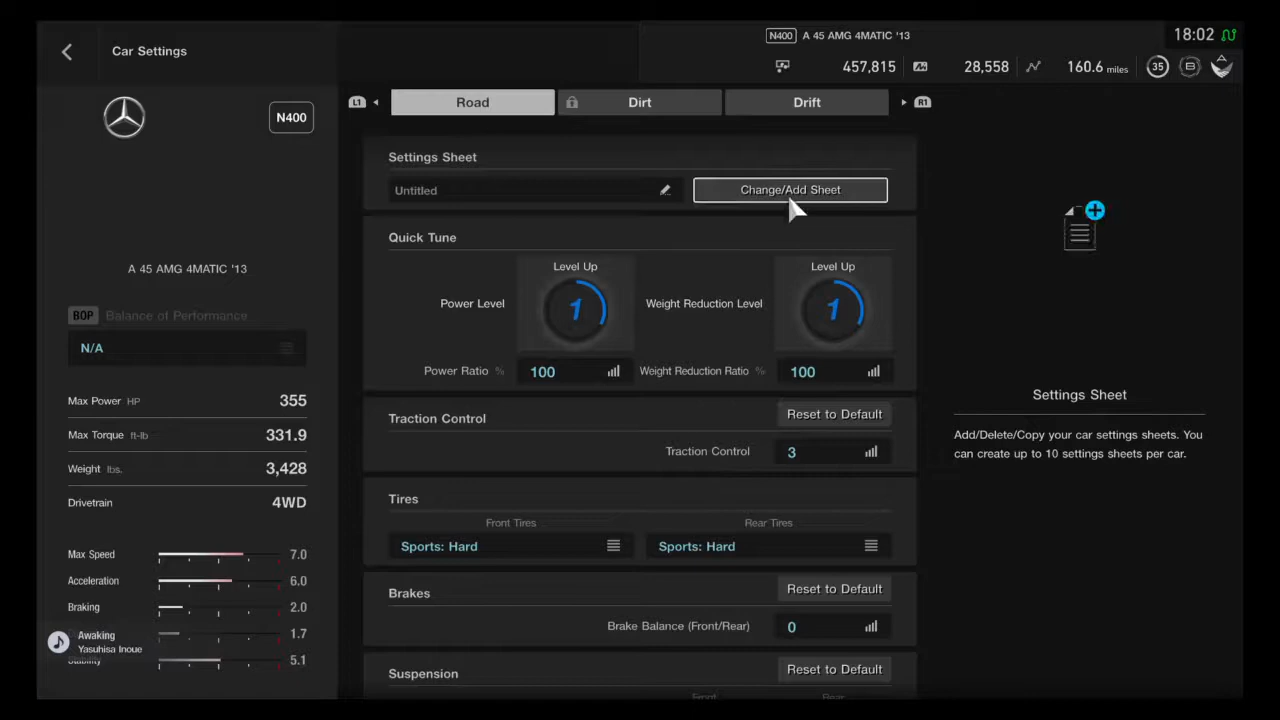 Car Settings
N400 A 45 AMG 4MATIC '13
18:02
457,815 28,558 160.6 miles 35 B
N400
L1 Road Dirt Drift R1
Settings Sheet
Untitled Change/Add Sheet
Quick Tune
Level Up Level Up
Power Level 1 Weight Reduction Level 1
Power Ratio % 100 Weight Reduction Ratio % 100
Traction Control Reset to Default
Traction Control 3
Tires
Front Tires Rear Tires
Sports: Hard Sports: Hard
Brakes Reset to Default
Brake Balance (Front/Rear) 0
Suspension Reset to Default
Front Rear
A 45 AMG 4MATIC '13
BOP Balance of Performance
N/A
Max Power HP 355
Max Torque ft-lb 331.9
Weight lbs. 3,428
Drivetrain 4WD
Max Speed 7.0
Acceleration 6.0
Braking 2.0
1.7
Awaking
Yasuhisa Inoue
Stability 5.1
Settings Sheet
Add/Delete/Copy your car settings sheets. You
can create up to 10 settings sheets per car.